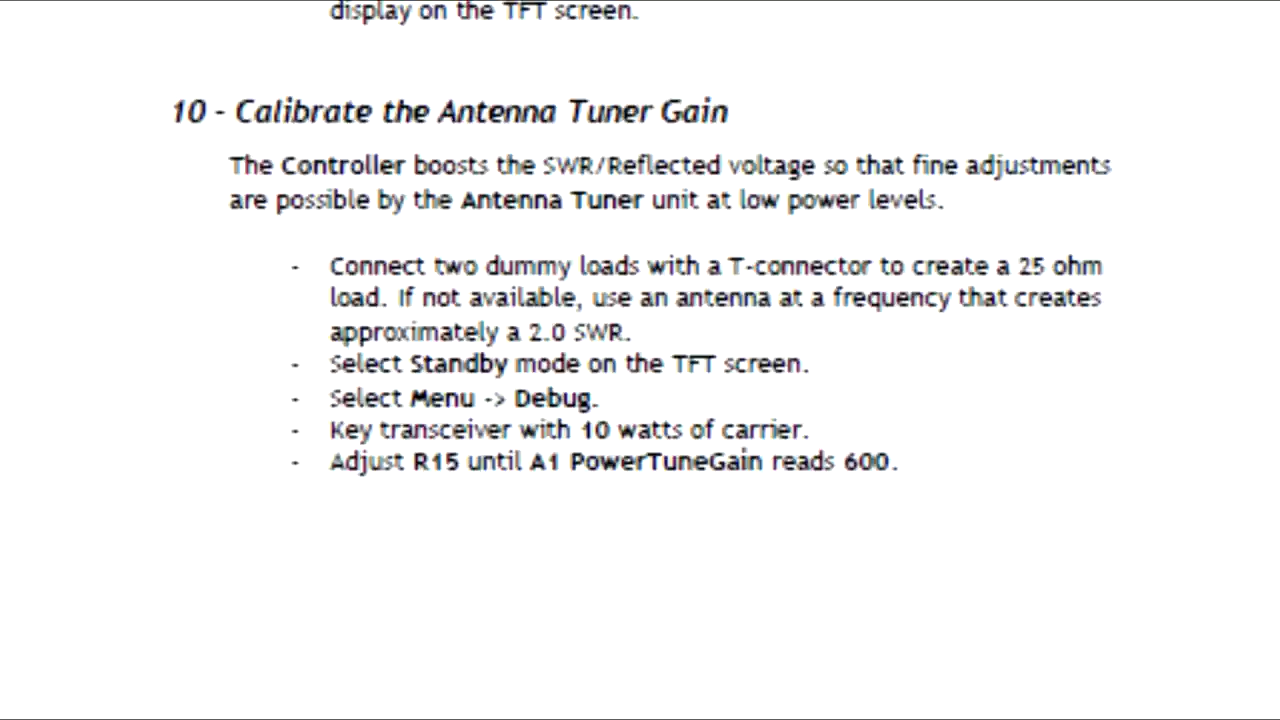 display on the TFT screen.
10 - Calibrate the Antenna Tuner Gain
The Controller boosts the SWR/Reflected voltage so that fine adjustments
are possible by the Antenna Tuner unit at low power levels.
- Connect two dummy loads with a T-connector to create a 25 ohm
load. If not available, use an antenna at a frequency that creates
approximately a 2.0 SWR.
- Select Standby mode on the TFT screen.
- Select Menu -> Debug.
- Key transceiver with 10 watts of carrier.
- Adjust R15 until A1 PowerTuneGain reads 600.